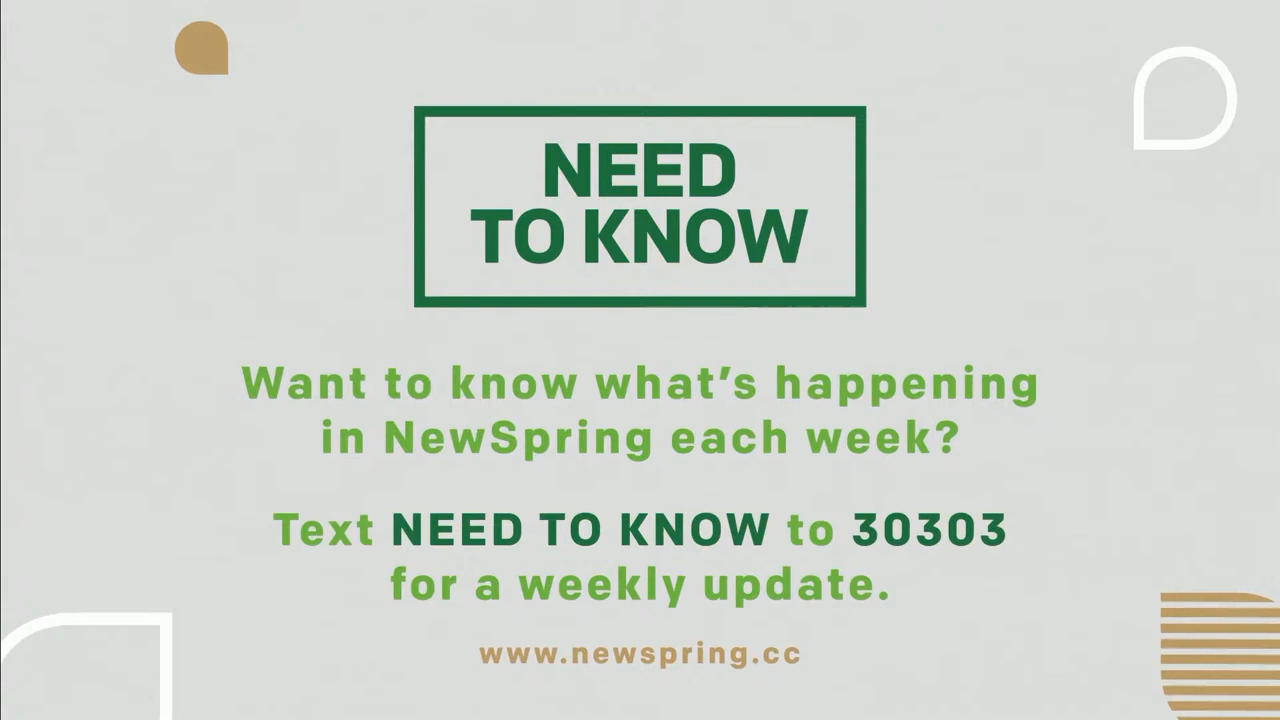 NEED
TO KNOW
Want to know what’s happening
in NewSpring each week?
Text NEED TO KNOW to 30303
for a weekly update.
www.newspring.cc